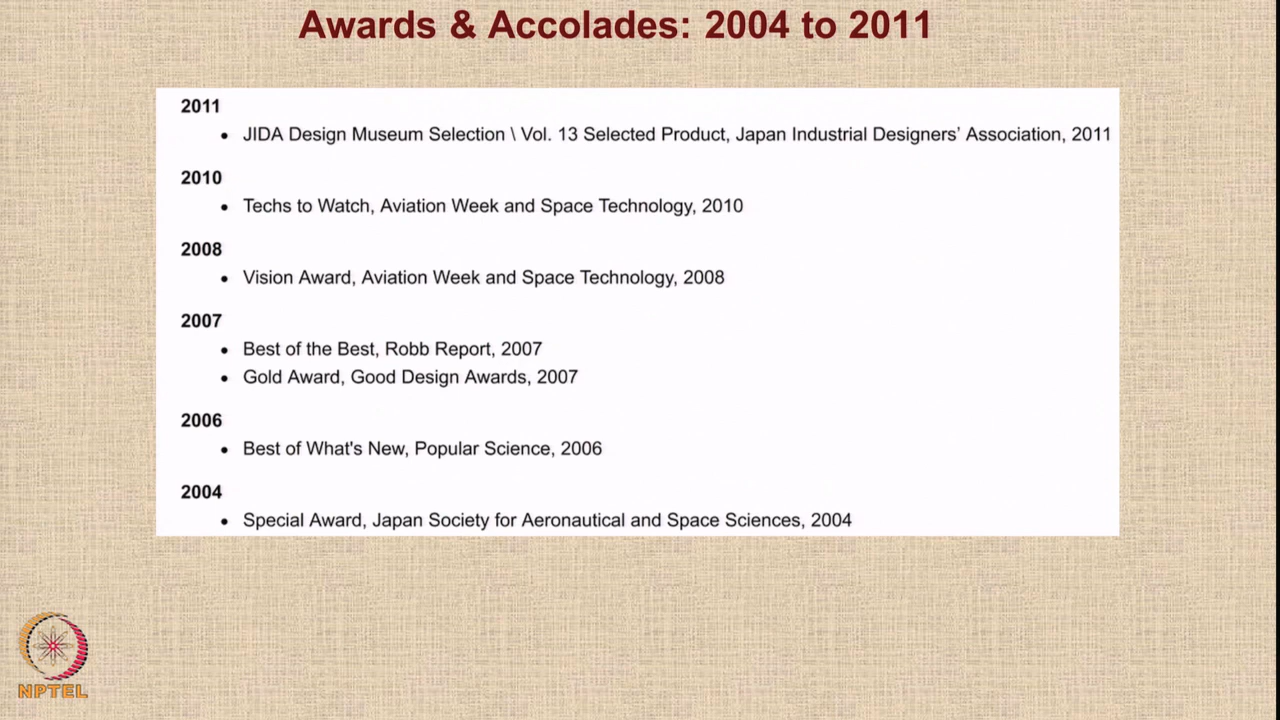 Awards & Accolades: 2004 to 2011
2011
• JIDA Design Museum Selection \ Vol. 13 Selected Product, Japan Industrial Designers’ Association, 2011
2010
• Techs to Watch, Aviation Week and Space Technology, 2010
2008
• Vision Award, Aviation Week and Space Technology, 2008
2007
• Best of the Best, Robb Report, 2007
• Gold Award, Good Design Awards, 2007
2006
• Best of What's New, Popular Science, 2006
2004
• Special Award, Japan Society for Aeronautical and Space Sciences, 2004
NPTEL